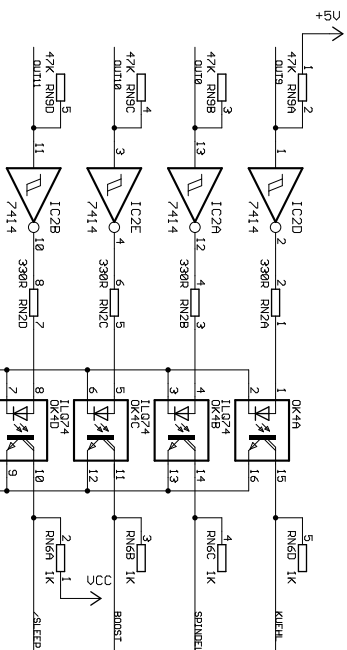 +5V
1
2
47K RN9A
OUT9
1
2
IC2D
7414
2
1
330R RN2A
1
2
15
16
OK4A
5
RN6D 1K
KUEHL
3
47K RN9B
OUT0
13
12
IC2A
7414
4
3
330R RN2B
4
3
14
13
ILQ74
OK4B
4
RN6C 1K
SPINDEL
4
47K RN9C
OUT10
3
4
IC2E
7414
6
5
330R RN2C
5
6
11
12
ILQ74
OK4C
3
RN6B 1K
BOOST
5
47K RN9D
OUT11
11
10
IC2B
7414
8
7
330R RN2D
8
7
10
9
ILQ74
OK4D
2
1
RN6A 1K
VCC